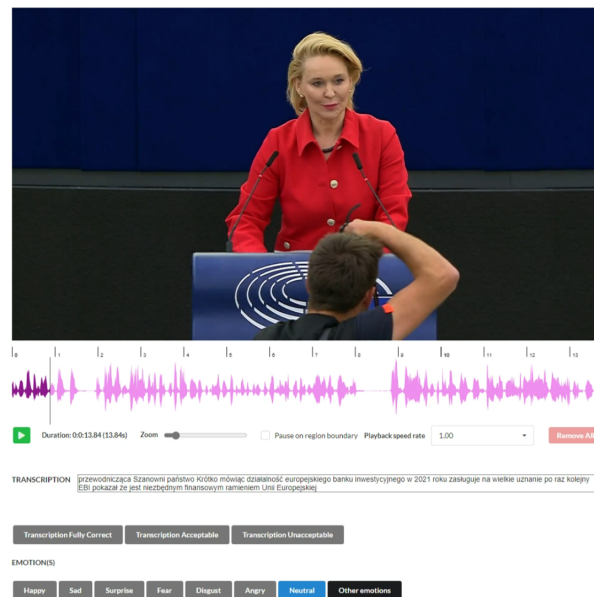 0 1 2 3 4 5 6 7 8 9 10 11 12 13
Duration: 0:0:13.84 (13.84s) Zoom Pause on region boundary Playback speed rate 1.00 Remove All
TRANSCRIPTION przewodnicząca Szanowni państwo Krótko mówiąc działalność europejskiego banku inwestycyjnego w 2021 roku zasługuje na wielkie uznanie po raz kolejny
EBI pokazał że jest niezbędnym finansowym ramieniem Unii Europejskiej
Transcription Fully Correct Transcription Acceptable Transcription Unacceptable
EMOTION(S)
Happy Sad Surprise Fear Disgust Angry Neutral Other emotions